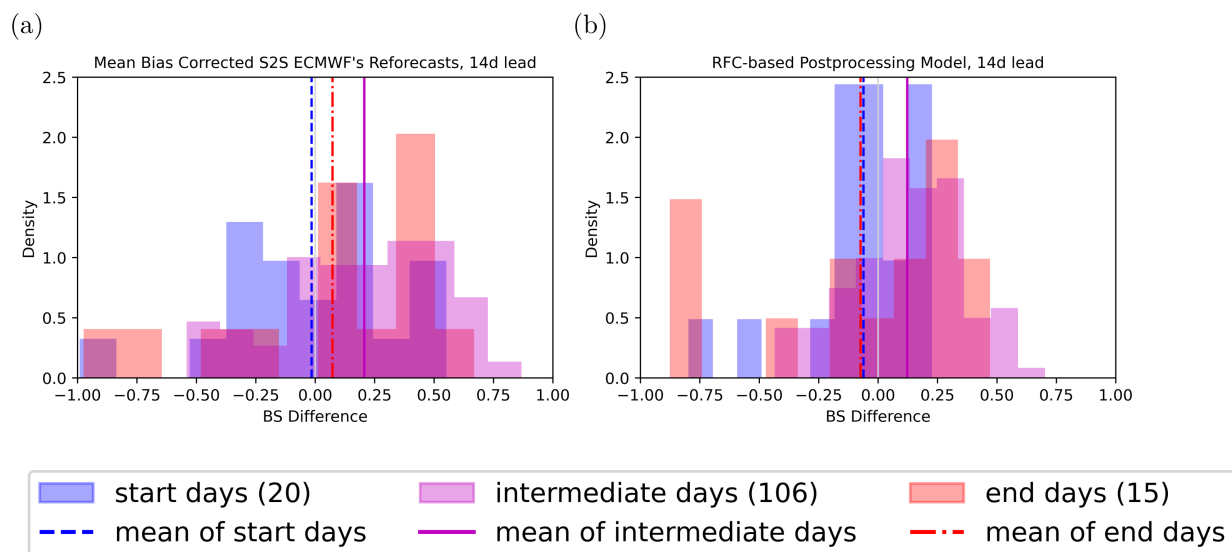 (a)
Mean Bias Corrected S2S ECMWF's Reforecasts, 14d lead
2.5
2.0
1.5
1.0
0.5
0.0
Density
−1.00 −0.75 −0.50 −0.25 0.00 0.25 0.50 0.75 1.00
BS Difference
(b)
RFC-based Postprocessing Model, 14d lead
2.5
2.0
1.5
1.0
0.5
0.0
Density
−1.00 −0.75 −0.50 −0.25 0.00 0.25 0.50 0.75 1.00
BS Difference
start days (20) intermediate days (106) end days (15)
mean of start days mean of intermediate days mean of end days